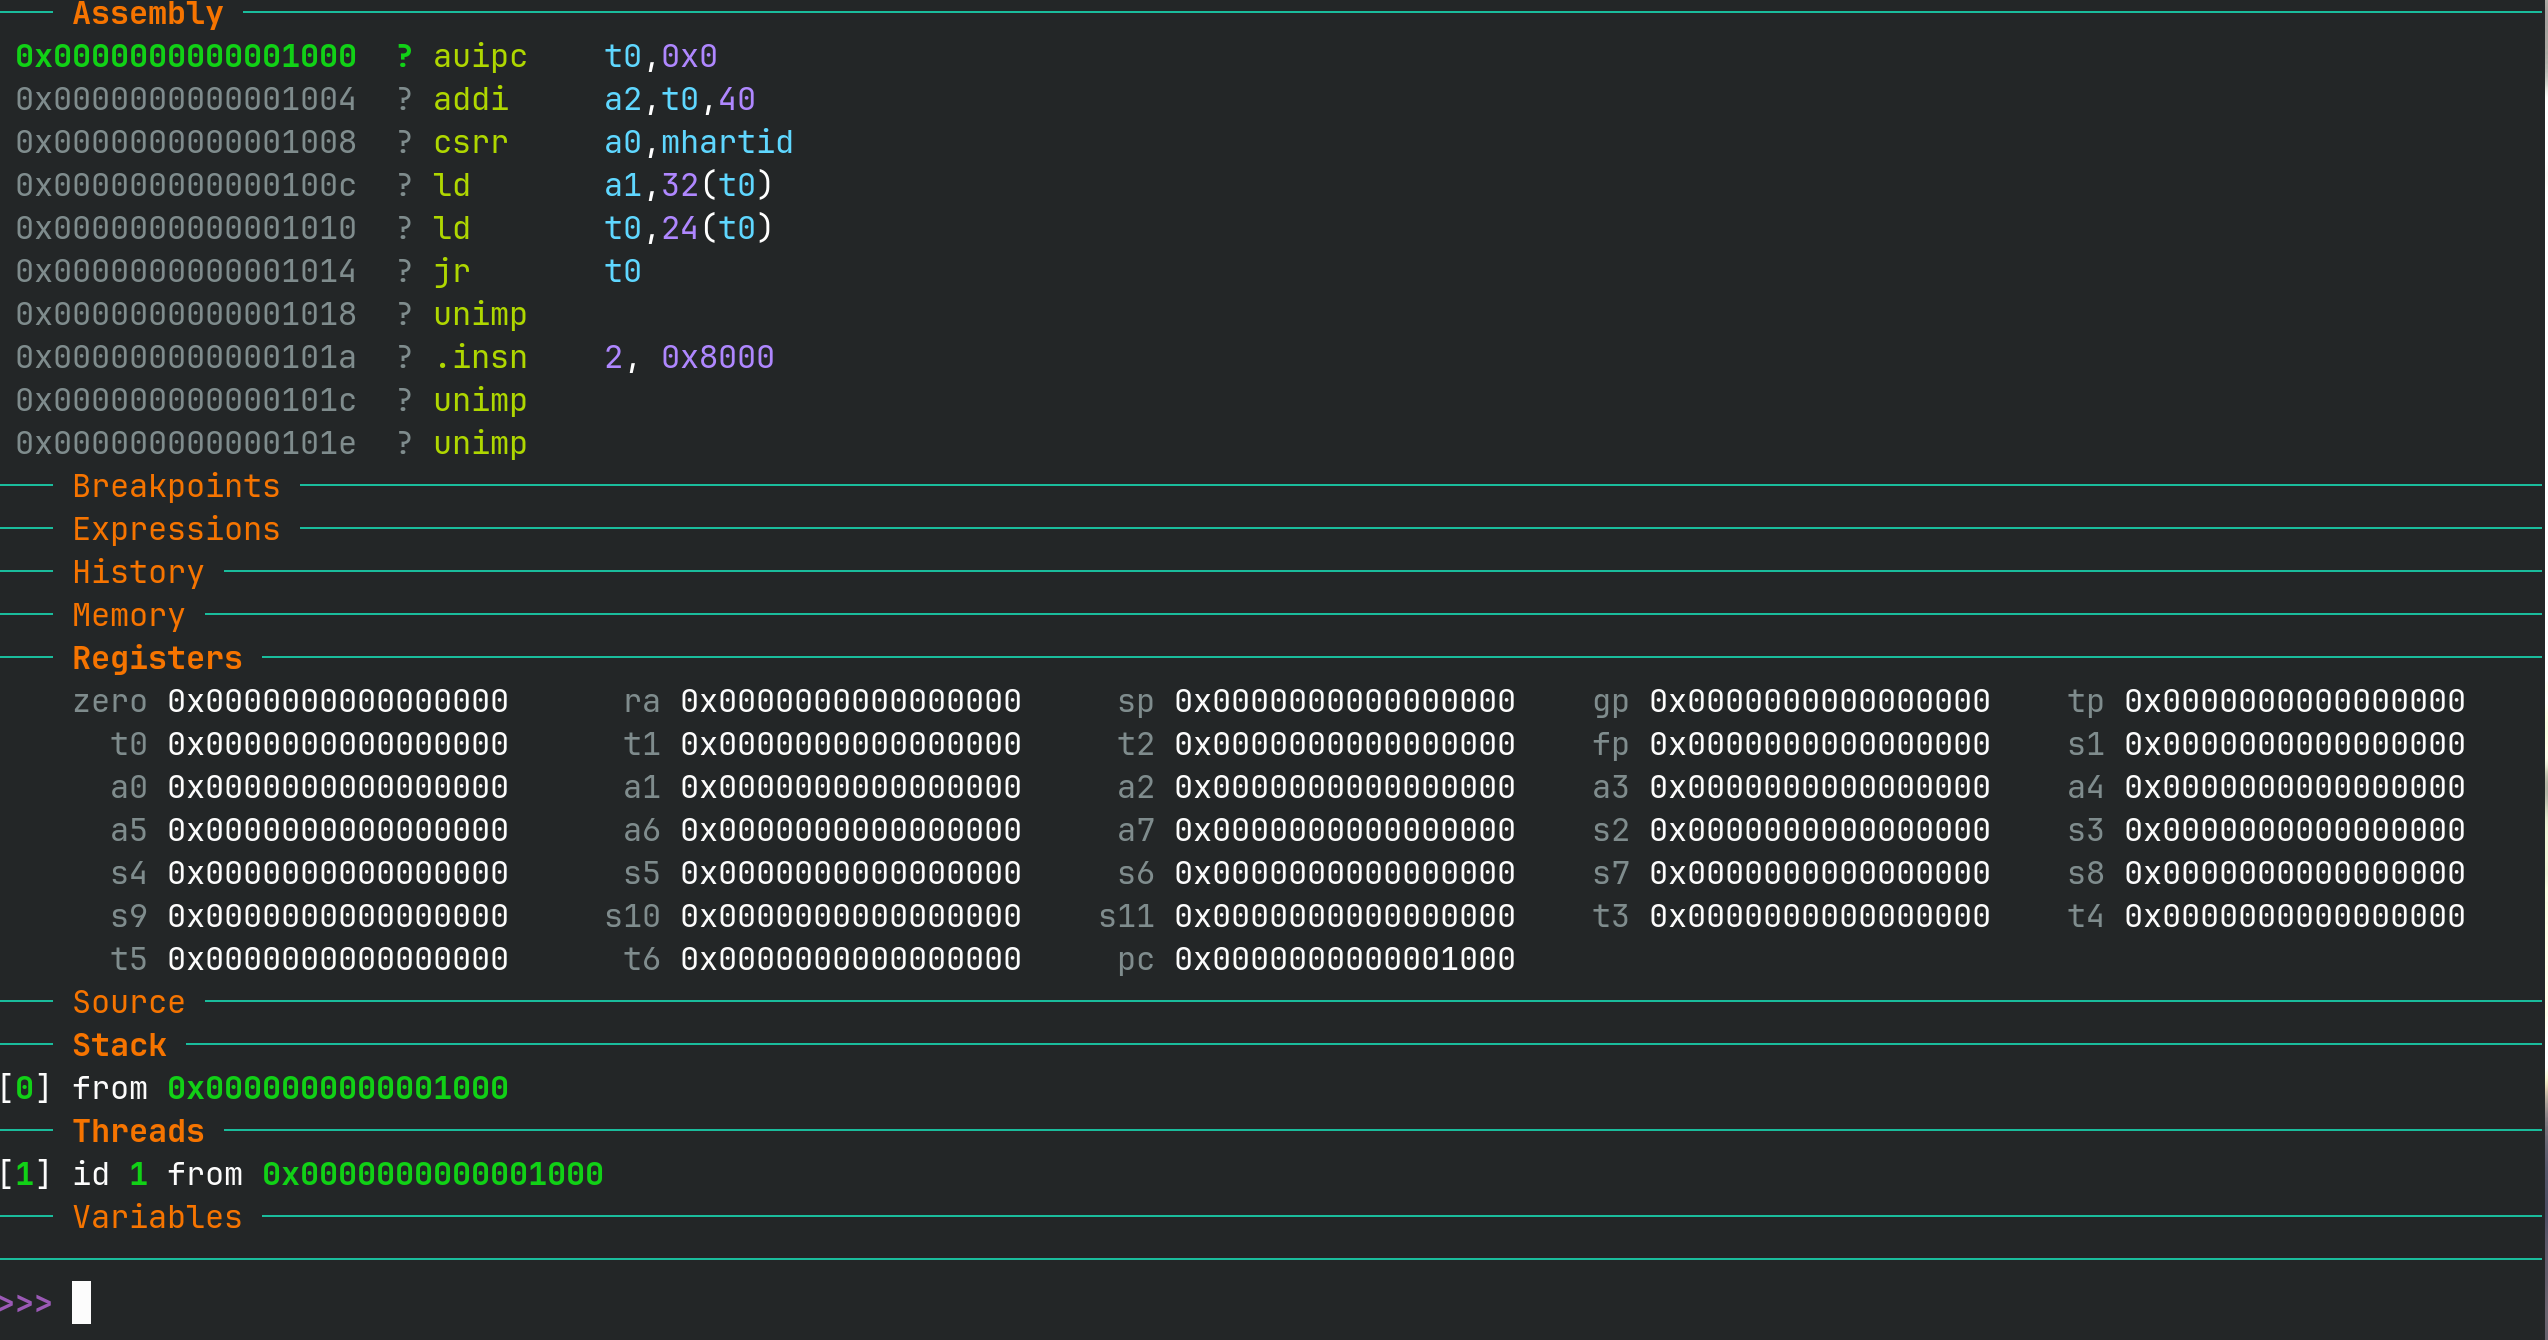 Assembly
0x0000000000001000 ? auipc t0,0x0
0x0000000000001004 ? addi a2,t0,40
0x0000000000001008 ? csrr a0,mhartid
0x000000000000100c ? ld a1,32(t0)
0x0000000000001010 ? ld t0,24(t0)
0x0000000000001014 ? jr t0
0x0000000000001018 ? unimp
0x000000000000101a ? .insn 2, 0x8000
0x000000000000101c ? unimp
0x000000000000101e ? unimp
Breakpoints
Expressions
History
Memory
Registers
zero 0x0000000000000000 ra 0x0000000000000000 sp 0x0000000000000000 gp 0x0000000000000000 tp 0x0000000000000000
t0 0x0000000000000000 t1 0x0000000000000000 t2 0x0000000000000000 fp 0x0000000000000000 s1 0x0000000000000000
a0 0x0000000000000000 a1 0x0000000000000000 a2 0x0000000000000000 a3 0x0000000000000000 a4 0x0000000000000000
a5 0x0000000000000000 a6 0x0000000000000000 a7 0x0000000000000000 s2 0x0000000000000000 s3 0x0000000000000000
s4 0x0000000000000000 s5 0x0000000000000000 s6 0x0000000000000000 s7 0x0000000000000000 s8 0x0000000000000000
s9 0x0000000000000000 s10 0x0000000000000000 s11 0x0000000000000000 t3 0x0000000000000000 t4 0x0000000000000000
t5 0x0000000000000000 t6 0x0000000000000000 pc 0x0000000000001000
Source
Stack
[0] from 0x0000000000001000
Threads
[1] id 1 from 0x0000000000001000
Variables
>>>